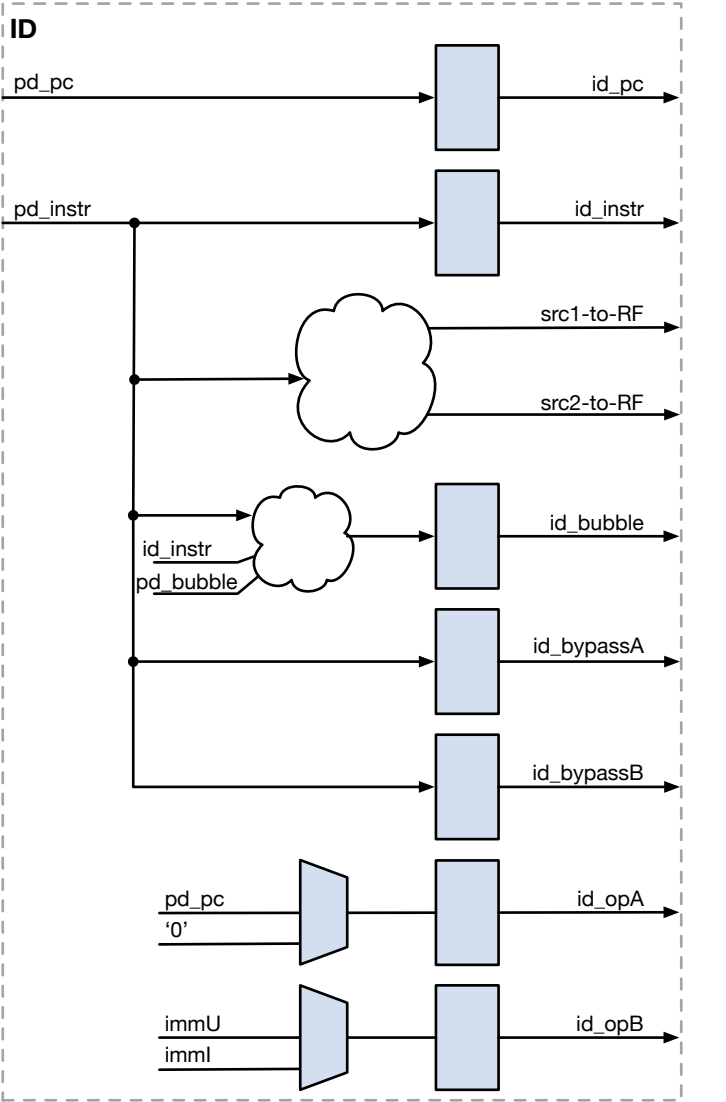 ID
pd_pc
id_pc
pd_instr
id_instr
src1-to-RF
src2-to-RF
id_bubble
id_instr
pd_bubble
id_bypassA
id_bypassB
pd_pc
id_opA
‘0’
immU
id_opB
immI